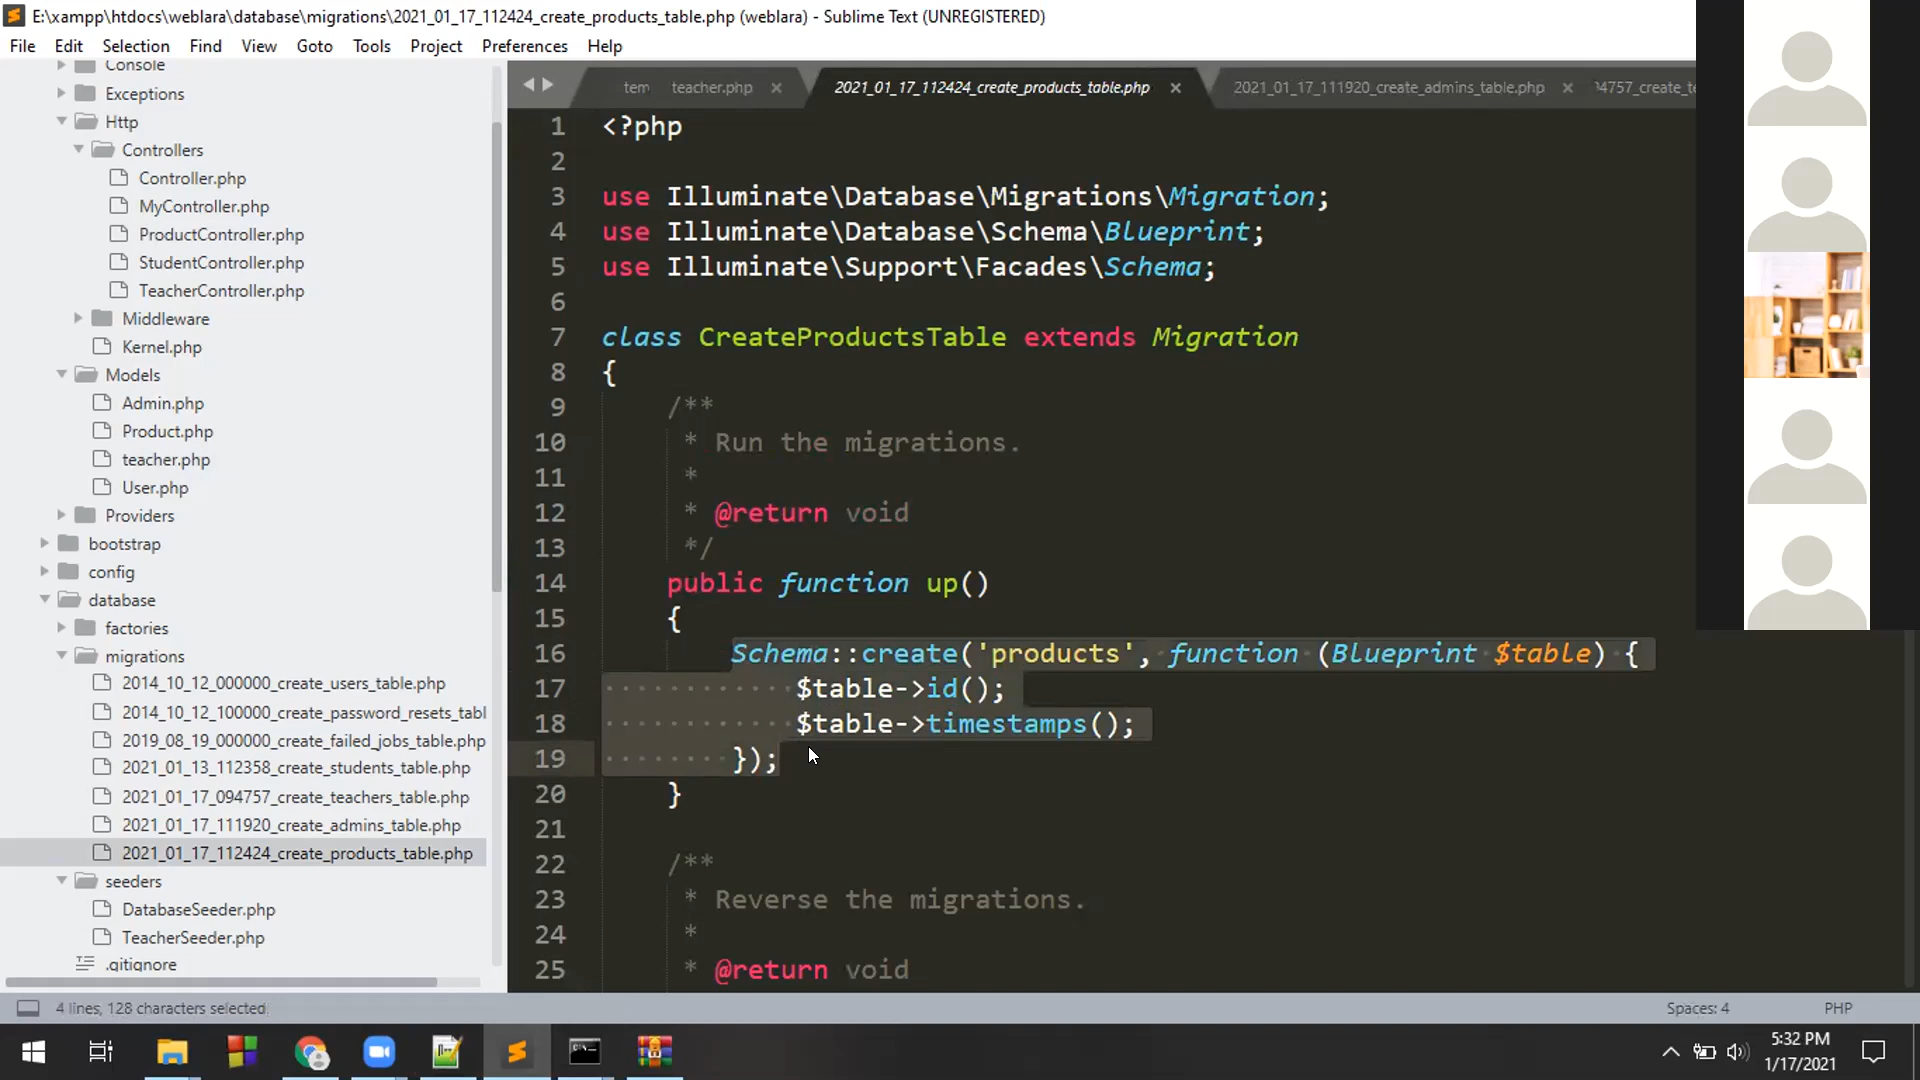 E:\xampp\htdocs\weblara\database\migrations\2021_01_17_112424_create_products_table.php (weblara) - Sublime Text (UNREGISTERED)
File Edit Selection Find View Goto Tools Project Preferences Help
Console
Exceptions
Http
Controllers
Controller.php
MyController.php
ProductController.php
StudentController.php
TeacherController.php
Middleware
Kernel.php
Models
Admin.php
Product.php
teacher.php
User.php
Providers
bootstrap
config
database
factories
migrations
2014_10_12_000000_create_users_table.php
2014_10_12_100000_create_password_resets_tabl
2019_08_19_000000_create_failed_jobs_table.php
2021_01_13_112358_create_students_table.php
2021_01_17_094757_create_teachers_table.php
2021_01_17_111920_create_admins_table.php
2021_01_17_112424_create_products_table.php
seeders
DatabaseSeeder.php
TeacherSeeder.php
.gitignore
tem teacher.php × 2021_01_17_112424_create_products_table.php × 2021_01_17_111920_create_admins_table.php × 4757_create_te
1 <?php
2
3 use Illuminate\Database\Migrations\Migration;
4 use Illuminate\Database\Schema\Blueprint;
5 use Illuminate\Support\Facades\Schema;
6
7 class CreateProductsTable extends Migration
8 {
9 /**
10 * Run the migrations.
11 *
12 * @return void
13 */
14 public function up()
15 {
16 Schema::create('products', function (Blueprint $table) {
17 $table->id();
18 $table->timestamps();
19 });
20 }
21
22 /**
23 * Reverse the migrations.
24 *
25 * @return void
4 lines, 128 characters selected
Spaces: 4
PHP
5:32 PM
1/17/2021